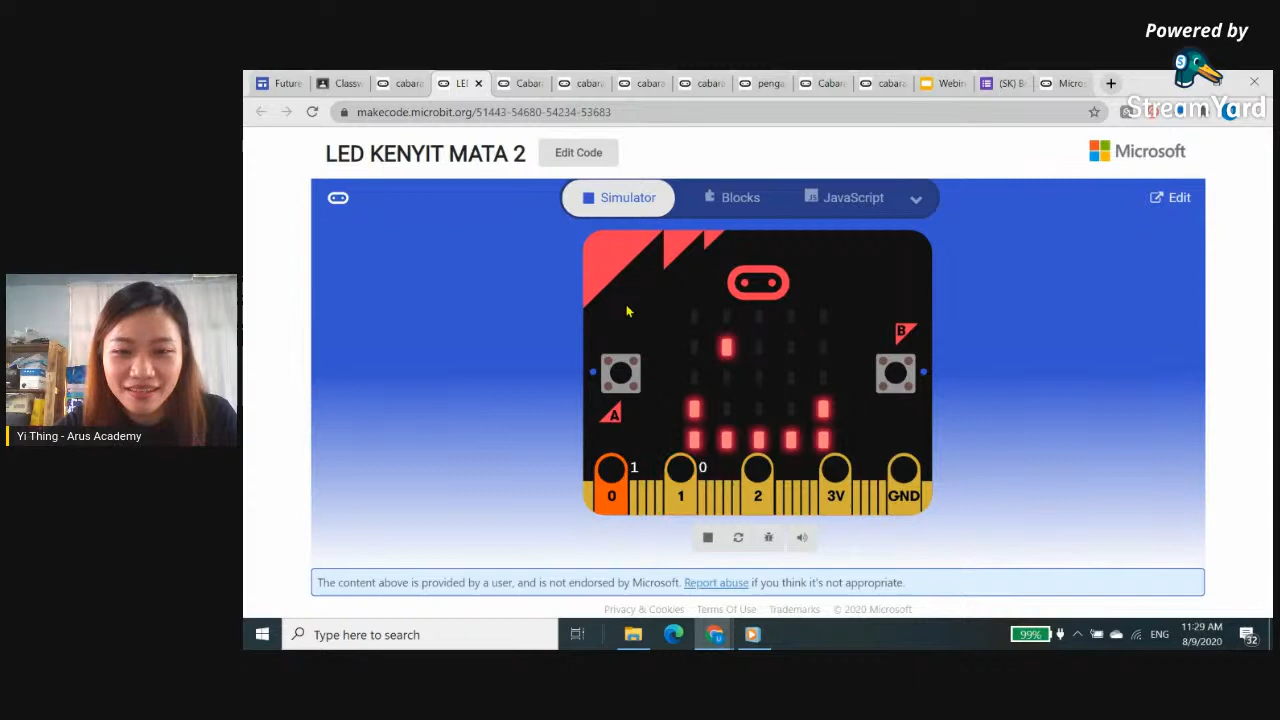 Powered by
StreamYard
Future
Classw
cabara
LEI
Cabar
cabara
cabara
cabara
penga
Cabar
cabara
Webin
(SK) B
Micro
makecode.microbit.org/51443-54680-54234-53683
LED KENYIT MATA 2
Edit Code
Microsoft
Simulator
Blocks
JavaScript
Edit
B
A
1
0
0
1
2
3V
GND
The content above is provided by a user, and is not endorsed by Microsoft. Report abuse if you think it's not appropriate.
Privacy & Cookies Terms Of Use Trademarks © 2020 Microsoft
Yi Thing - Arus Academy
Type here to search
99%
ENG
11:29 AM
8/9/2020
32